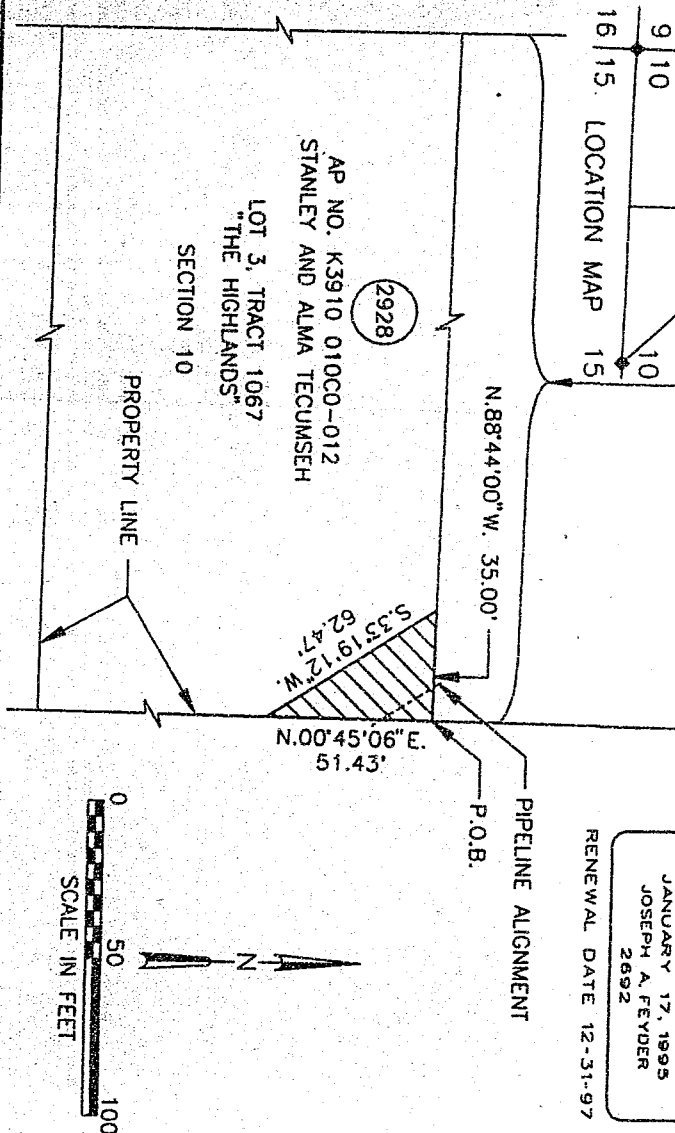 9 | 10
16 | 15
LOCATION MAP
10
15
N.88°44'00"W. 35.00'
2928
AP NO. K3910 010C0-012
STANLEY AND ALMA TECUMSEH
LOT 3, TRACT 1067
"THE HIGHLANDS"
SECTION 10
PROPERTY LINE
S.33°19'12"W.
62.47'
N.00°45'06"E.
51.43'
P.O.B.
PIPELINE ALIGNMENT
JANUARY 17, 1995
JOSEPH A. FEYDER
2692
RENEWAL DATE 12-31-97
N
0 50 100
SCALE IN FEET